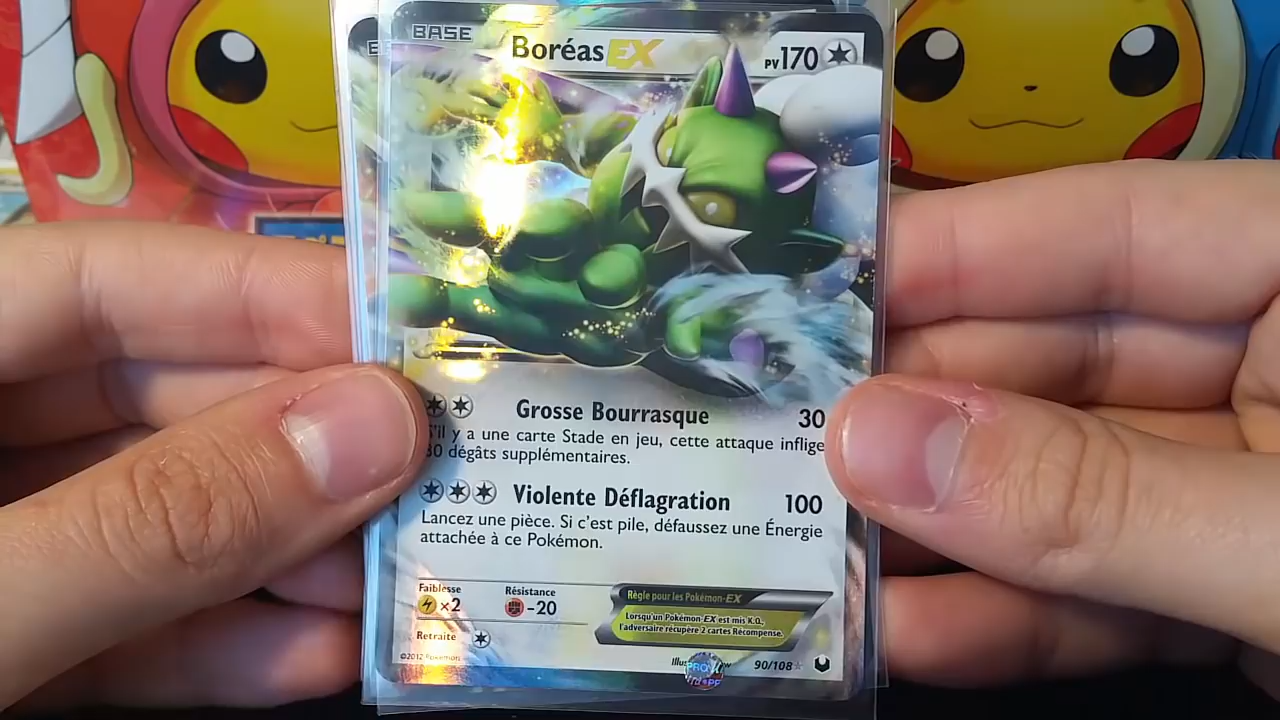 BASE
Boréas EX
PV170
Grosse Bourrasque 30
S'il y a une carte Stade en jeu, cette attaque inflige
30 dégâts supplémentaires.
Violente Déflagration 100
Lancez une pièce. Si c'est pile, défaussez une Énergie
attachée à ce Pokémon.
Faiblesse Résistance
×2 -20
Règle pour les Pokémon-EX
Lorsqu'un Pokémon-EX est mis K.O.,
l'adversaire récupère 2 cartes Récompense.
Retraite
©2012 Pokémon
90/108